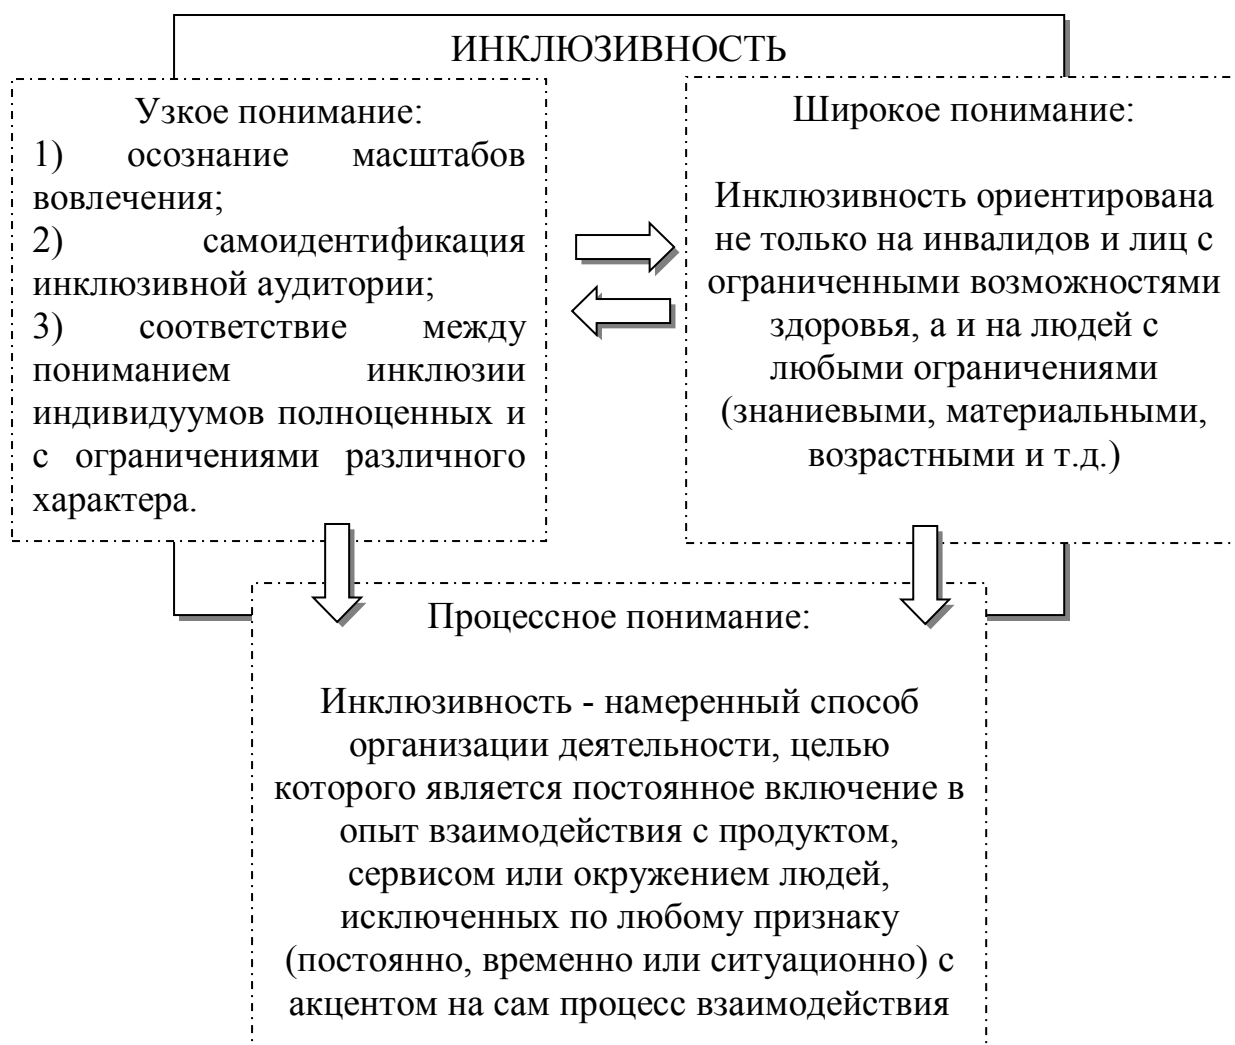 ИНКЛЮЗИВНОСТЬ
Узкое понимание:
1) осознание масштабов
вовлечения;
2) самоидентификация
инклюзивной аудитории;
3) соответствие между
пониманием инклюзии
индивидуумов полноценных и
с ограничениями различного
характера.
Широкое понимание:
Инклюзивность ориентирована
не только на инвалидов и лиц с
ограниченными возможностями
здоровья, а и на людей с
любыми ограничениями
(знаниевыми, материальными,
возрастными и т.д.)
Процессное понимание:
Инклюзивность - намеренный способ
организации деятельности, целью
которого является постоянное включение в
опыт взаимодействия с продуктом,
сервисом или окружением людей,
исключенных по любому признаку
(постоянно, временно или ситуационно) с
акцентом на сам процесс взаимодействия